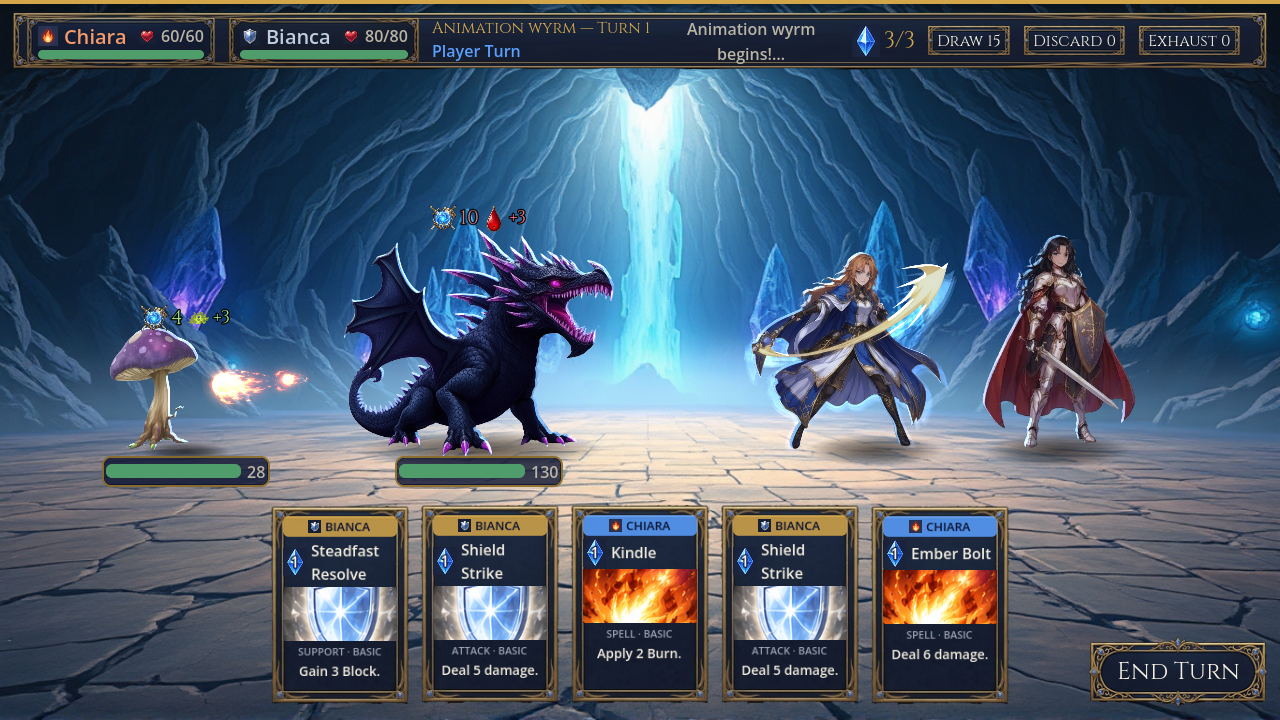 Chiara 60/60
Bianca 80/80
ANIMATION WYRM — TURN 1
Player Turn
Animation wyrm
begins!...
3/3
DRAW 15
DISCARD 0
EXHAUST 0
10 +3
4 +3
28
130
BIANCA
1
Steadfast
Resolve
SUPPORT · BASIC
Gain 3 Block.
BIANCA
1
Shield
Strike
ATTACK · BASIC
Deal 5 damage.
CHIARA
1 Kindle
SPELL · BASIC
Apply 2 Burn.
BIANCA
1
Shield
Strike
ATTACK · BASIC
Deal 5 damage.
CHIARA
1 Ember Bolt
SPELL · BASIC
Deal 6 damage.
END TURN